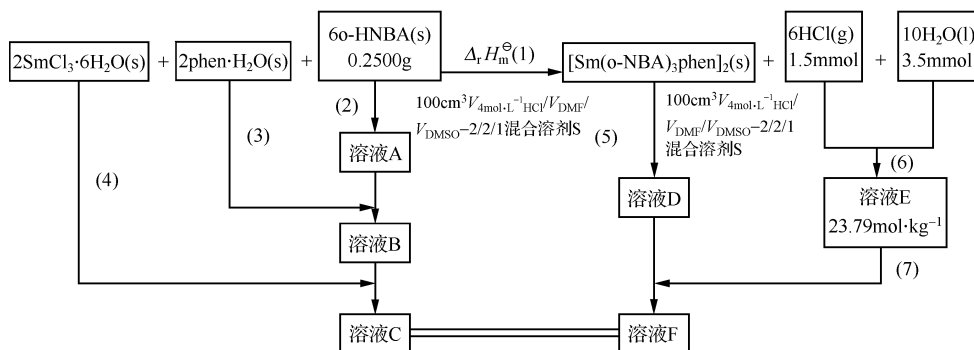 6o-HNBA(s)
0.2500g
6HCl(g)
1.5mmol
10H₂O(l)
3.5mmol
2SmCl₃·6H₂O(s) + 2phen·H₂O(s) +
ΔᵣHₘ^⊖(1)
[Sm(o-NBA)₃phen]₂(s) + +
(2)
100cm³V₄mol·L⁻¹HCl/V_DMF/
V_DMSO−2/2/1混合溶剂S
(3)
(4)
(5)
100cm³V₄mol·L⁻¹HCl/
V_DMF/V_DMSO−2/2/1
混合溶剂S
(6)
溶液A
溶液D
溶液E
23.79mol·kg⁻¹
溶液B
(7)
溶液C
溶液F